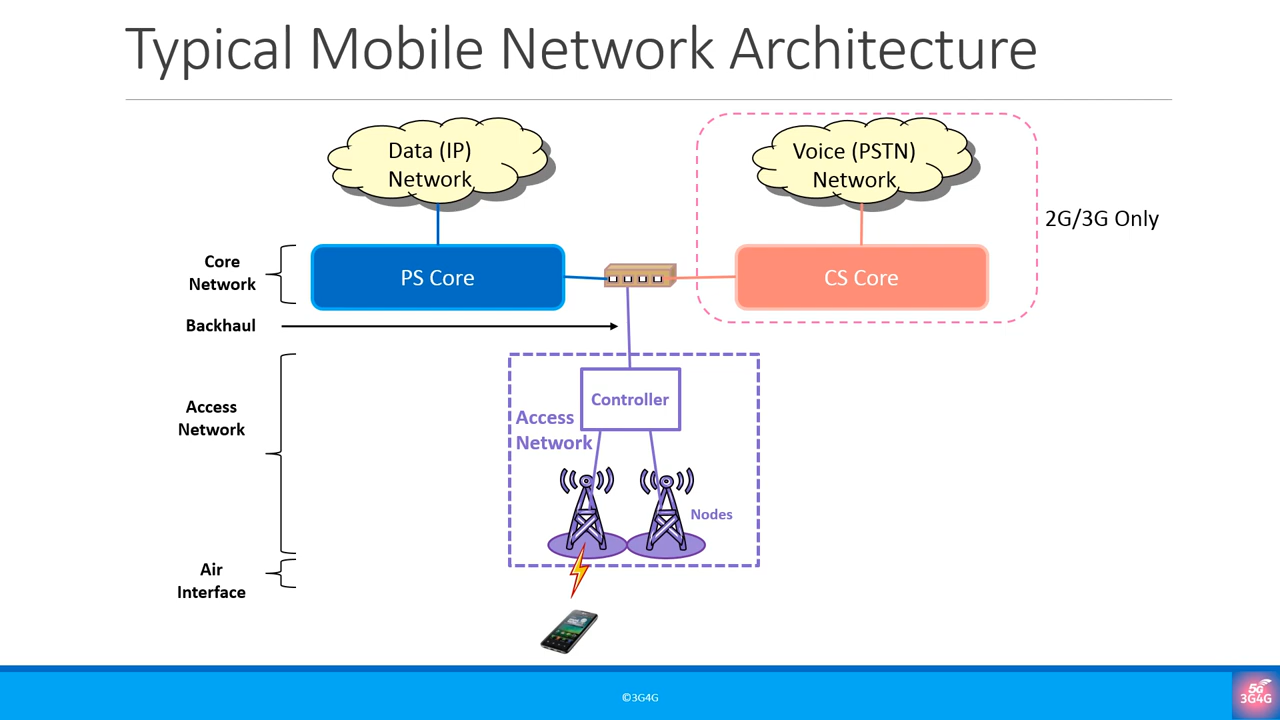 Typical Mobile Network Architecture
Data (IP)
Network
Voice (PSTN)
Network
2G/3G Only
Core
Network
PS Core
CS Core
Backhaul
Access
Network
Controller
Access
Network
Nodes
Air
Interface
©3G4G
5G
3G4G